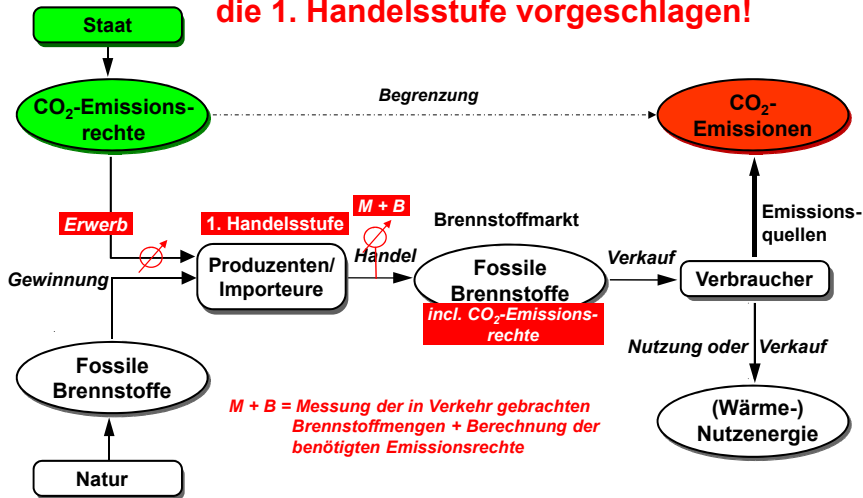 die 1. Handelsstufe vorgeschlagen!
Staat
CO₂-Emissions-
rechte
Begrenzung
CO₂-
Emissionen
Erwerb
1. Handelsstufe
M + B
Brennstoffmarkt
Emissions-
quellen
Gewinnung
Produzenten/
Importeure
Handel
Fossile
Brennstoffe
incl. CO₂-Emissions-
rechte
Verkauf
Verbraucher
Fossile
Brennstoffe
Nutzung oder Verkauf
M + B = Messung der in Verkehr gebrachten
Brennstoffmengen + Berechnung der
benötigten Emissionsrechte
(Wärme-)
Nutzenergie
Natur